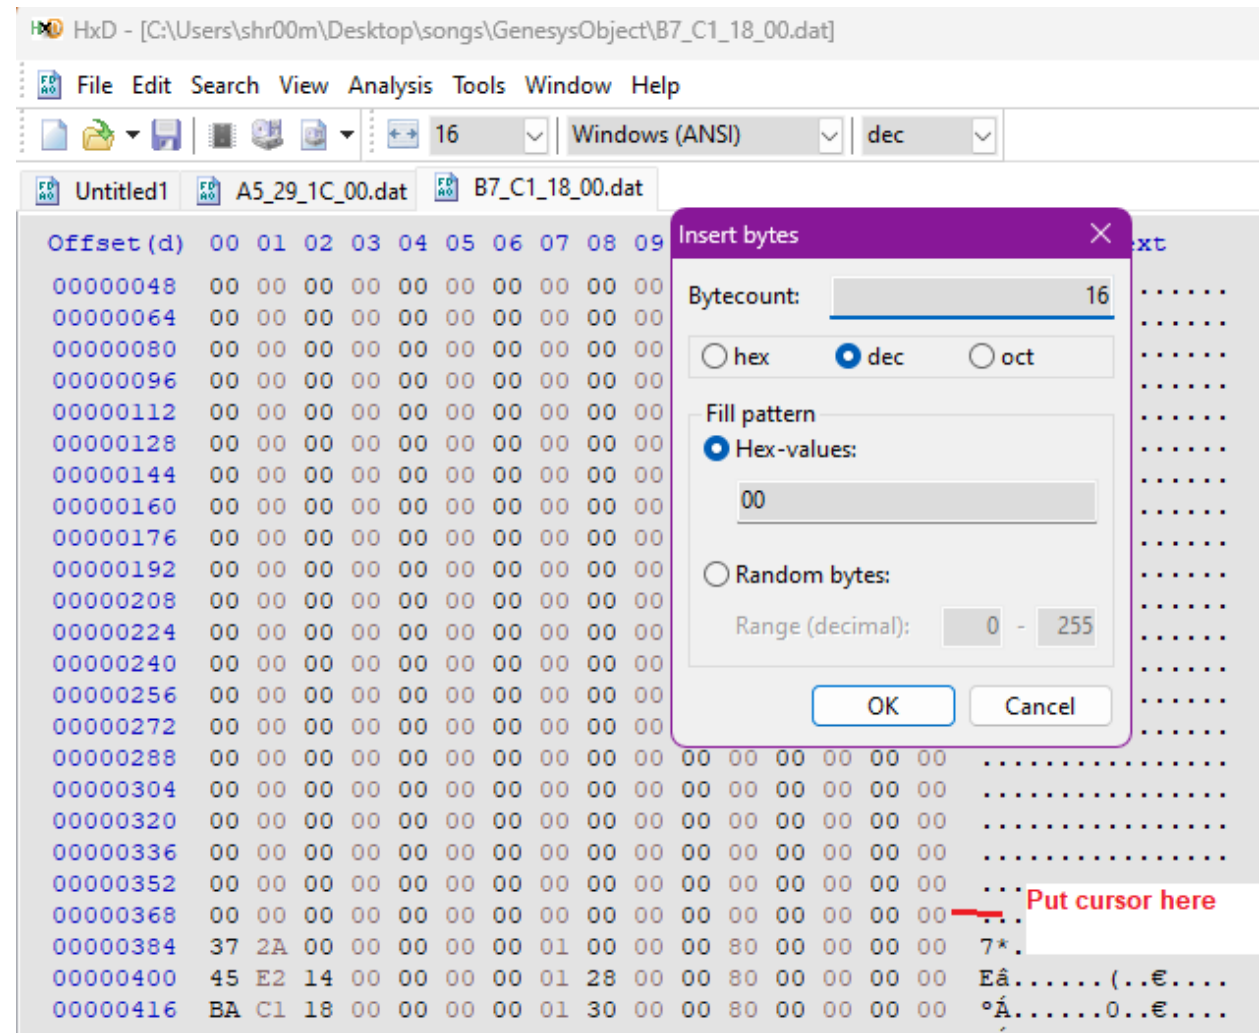 HxD - [C:\Users\shr00m\Desktop\songs\GenesysObject\B7_C1_18_00.dat]
File Edit Search View Analysis Tools Window Help
16 Windows (ANSI) dec
Untitled1 A5_29_1C_00.dat B7_C1_18_00.dat
Offset(d) 00 01 02 03 04 05 06 07 08 09
00000048 00 00 00 00 00 00 00 00 00 00 ......
00000064 00 00 00 00 00 00 00 00 00 00 ......
00000080 00 00 00 00 00 00 00 00 00 00 ......
00000096 00 00 00 00 00 00 00 00 00 00 ......
00000112 00 00 00 00 00 00 00 00 00 00 ......
00000128 00 00 00 00 00 00 00 00 00 00 ......
00000144 00 00 00 00 00 00 00 00 00 00 ......
00000160 00 00 00 00 00 00 00 00 00 00 ......
00000176 00 00 00 00 00 00 00 00 00 00 ......
00000192 00 00 00 00 00 00 00 00 00 00 ......
00000208 00 00 00 00 00 00 00 00 00 00 ......
00000224 00 00 00 00 00 00 00 00 00 00 ......
00000240 00 00 00 00 00 00 00 00 00 00 ......
00000256 00 00 00 00 00 00 00 00 00 00 ......
00000272 00 00 00 00 00 00 00 00 00 00 ......
00000288 00 00 00 00 00 00 00 00 00 00 00 00 00 00 00 00 ................
00000304 00 00 00 00 00 00 00 00 00 00 00 00 00 00 00 00 ................
00000320 00 00 00 00 00 00 00 00 00 00 00 00 00 00 00 00 ................
00000336 00 00 00 00 00 00 00 00 00 00 00 00 00 00 00 00 ................
00000352 00 00 00 00 00 00 00 00 00 00 00 00 00 00 00 00 ...
00000368 00 00 00 00 00 00 00 00 00 00 00 00 00 00 00 00 ...
00000384 37 2A 00 00 00 00 00 01 00 00 00 80 00 00 00 00 7*.
00000400 45 E2 14 00 00 00 00 01 28 00 00 80 00 00 00 00 Eâ......(..€....
00000416 BA C1 18 00 00 00 00 01 30 00 00 80 00 00 00 00 ºÁ......0..€....
Insert bytes
Bytecount: 16
hex dec oct
Fill pattern
Hex-values:
00
Random bytes:
Range (decimal): 0 - 255
OK Cancel
Put cursor here